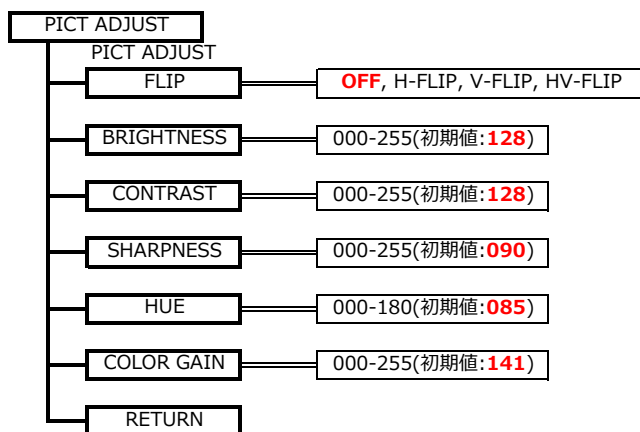 PICT ADJUST
PICT ADJUST
FLIP
OFF, H-FLIP, V-FLIP, HV-FLIP
BRIGHTNESS
000-255(初期値:128)
CONTRAST
000-255(初期値:128)
SHARPNESS
000-255(初期値:090)
HUE
000-180(初期値:085)
COLOR GAIN
000-255(初期値:141)
RETURN